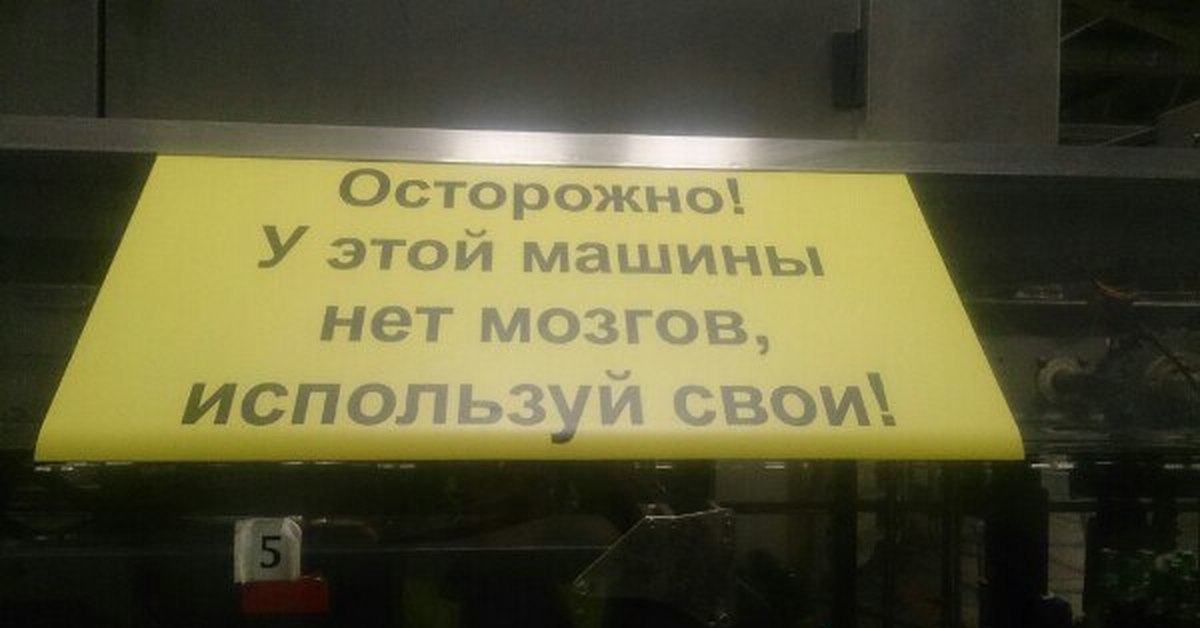 Осторожно!
У этой машины
нет мозгов,
используй свои!
5